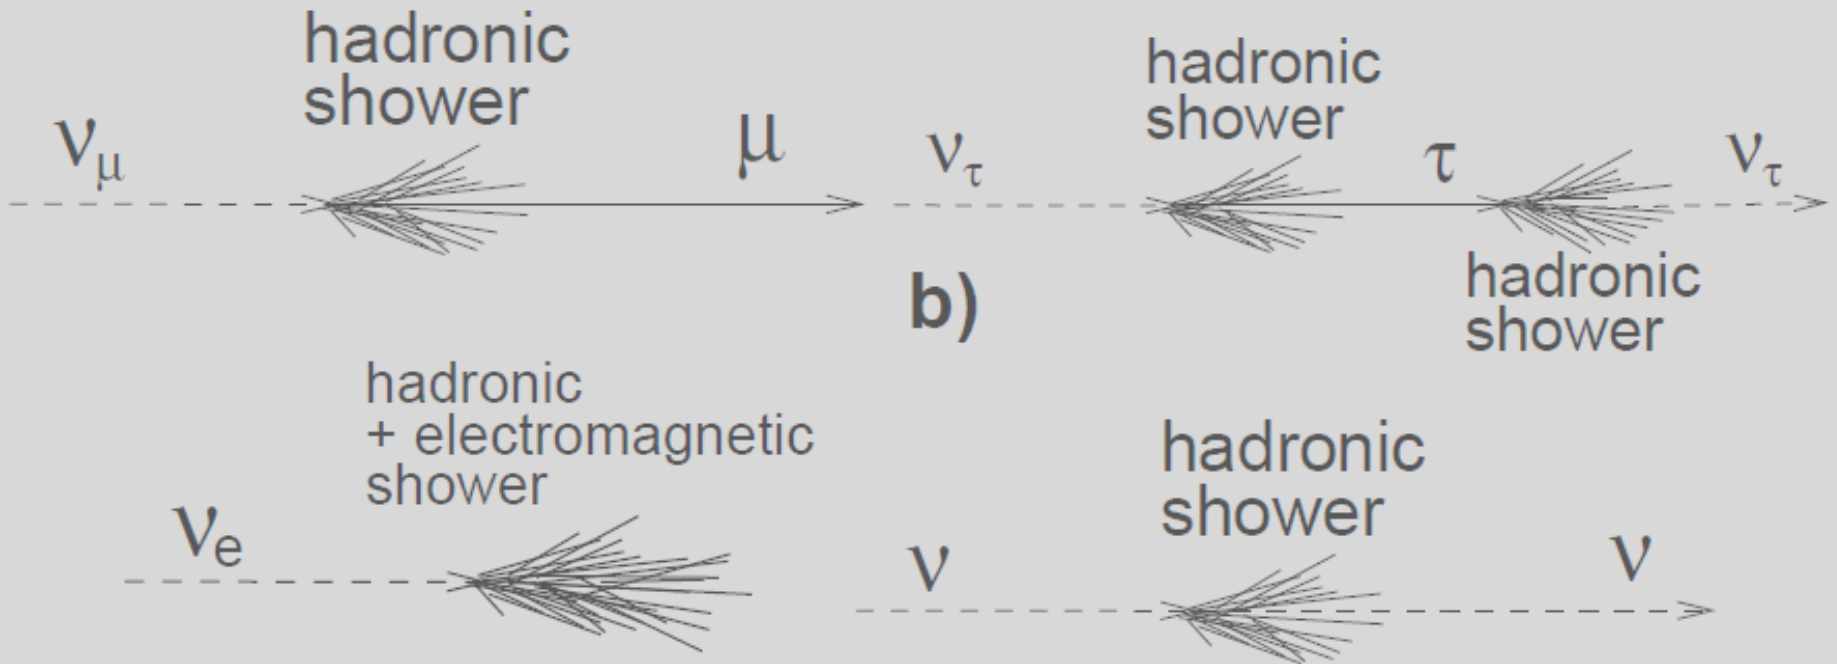 hadronic
shower
ν_μ
μ
hadronic
shower
ν_τ
τ
ν_τ
hadronic
shower
b)
hadronic
+ electromagnetic
shower
ν_e
hadronic
shower
ν
ν